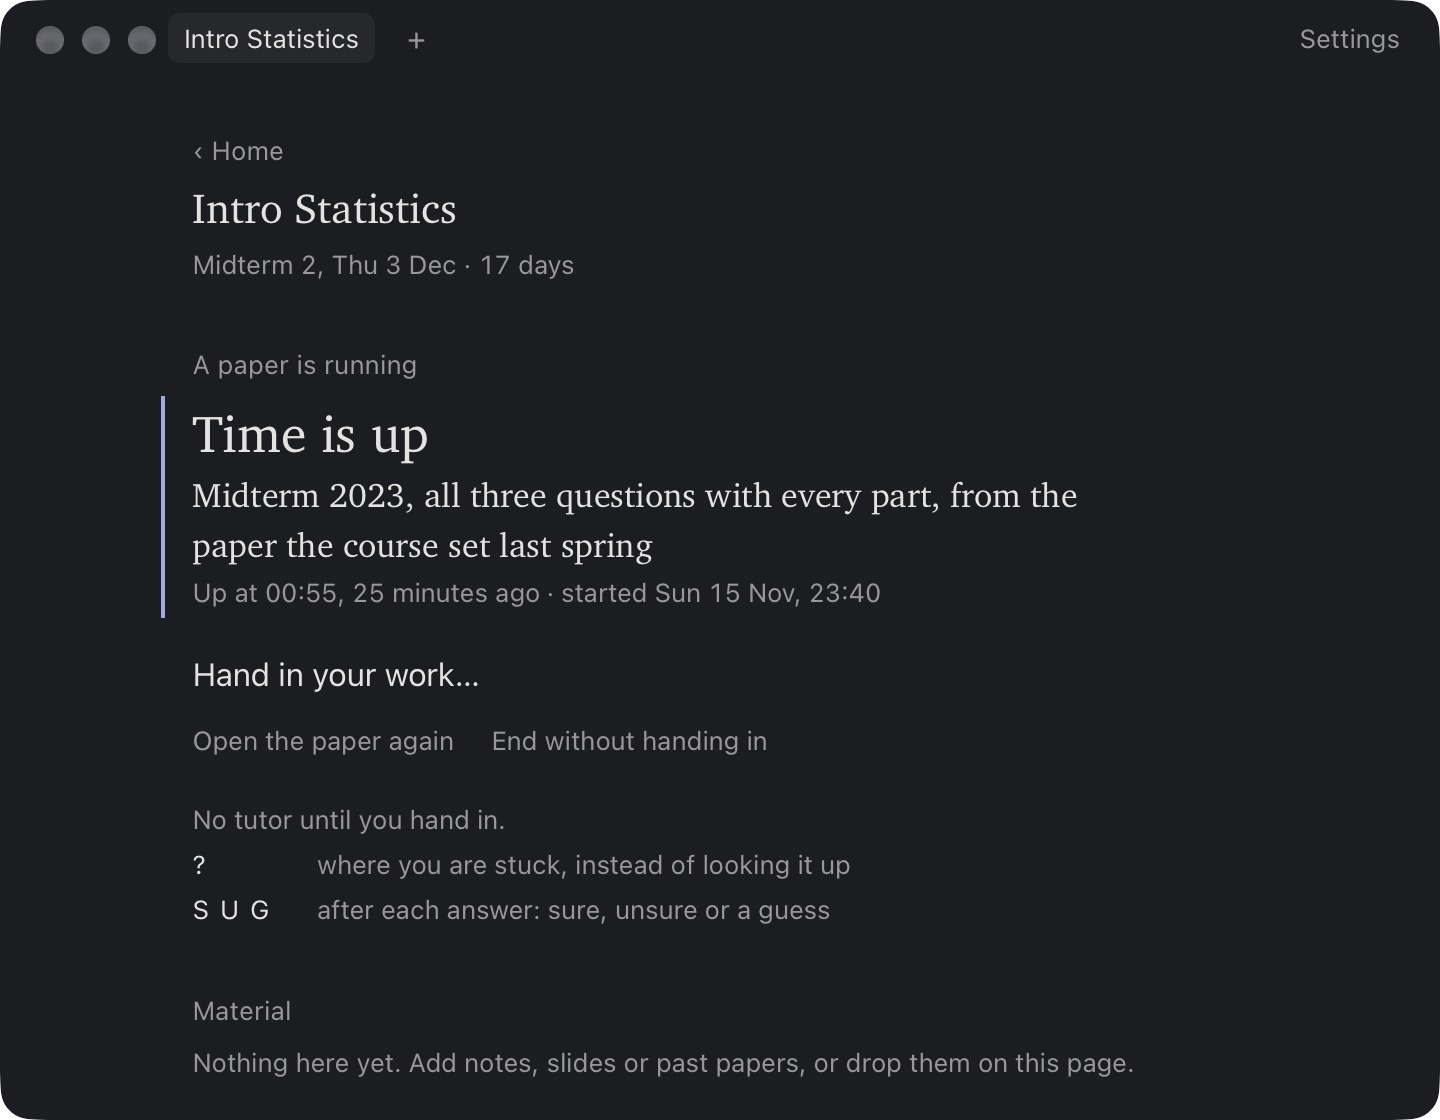 Intro Statistics
+
Settings
‹ Home
Intro Statistics
Midterm 2, Thu 3 Dec · 17 days
A paper is running
Time is up
Midterm 2023, all three questions with every part, from the
paper the course set last spring
Up at 00:55, 25 minutes ago · started Sun 15 Nov, 23:40
Hand in your work...
Open the paper again
End without handing in
No tutor until you hand in.
? where you are stuck, instead of looking it up
S U G after each answer: sure, unsure or a guess
Material
Nothing here yet. Add notes, slides or past papers, or drop them on this page.